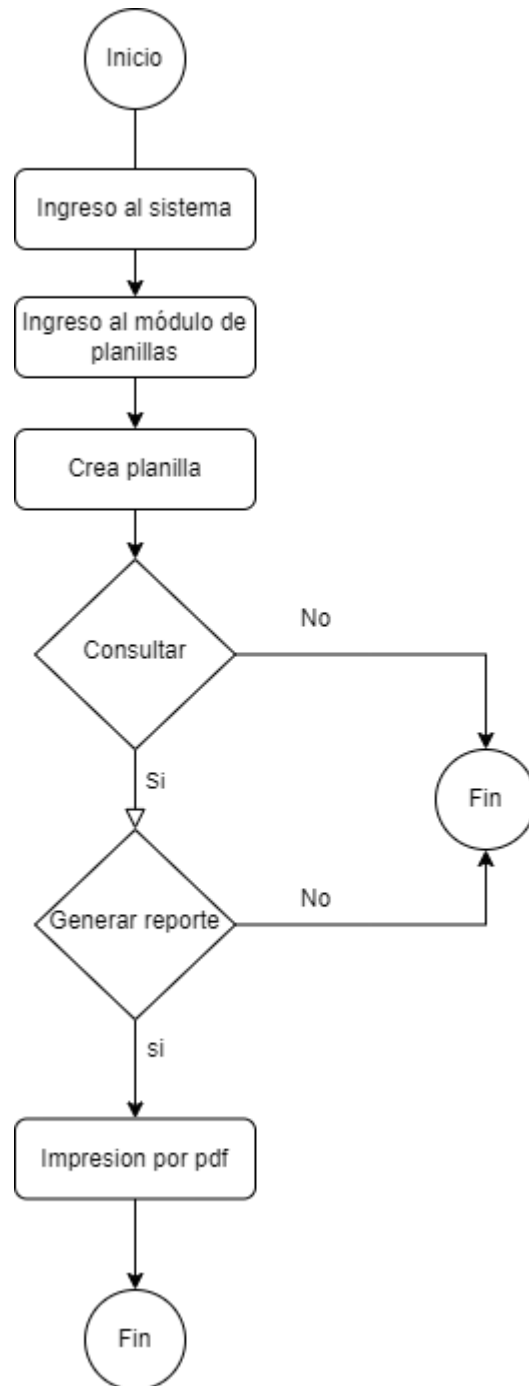 Inicio
Ingreso al sistema
Ingreso al módulo de
planillas
Crea planilla
Consultar
No
Si
Fin
Generar reporte
No
si
Impresion por pdf
Fin